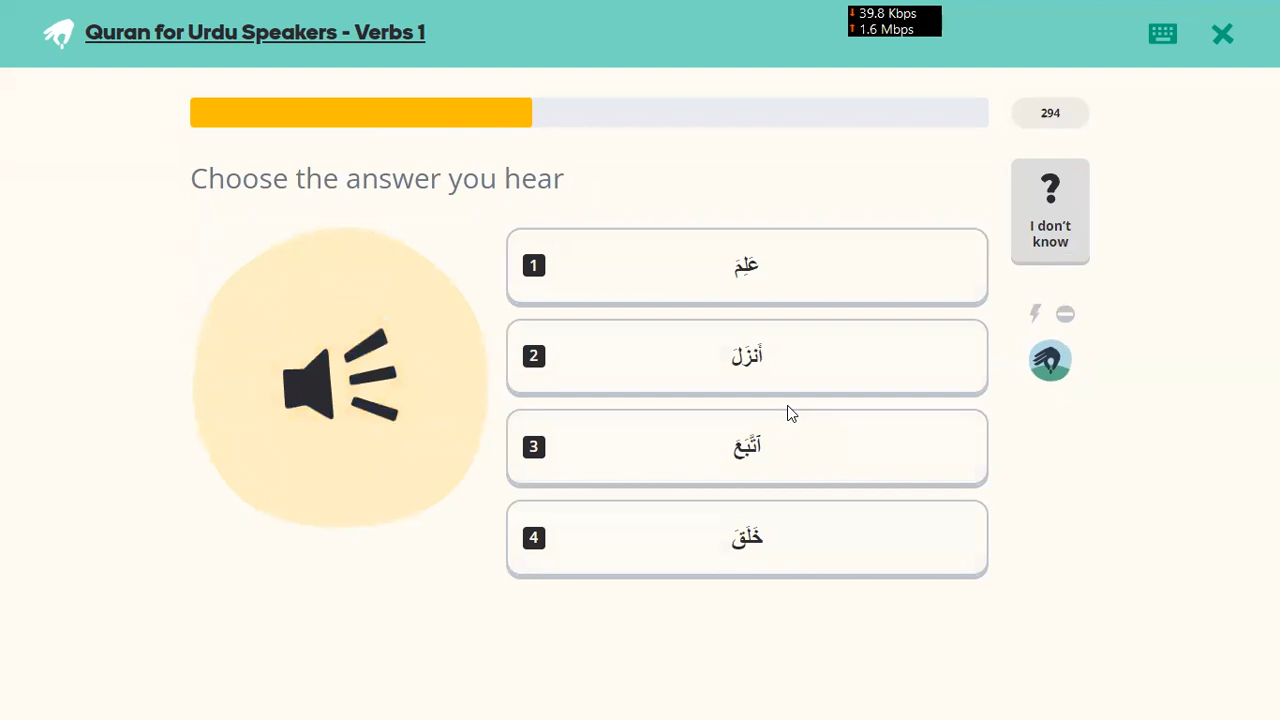 Quran for Urdu Speakers - Verbs 1
↓ 39.8 Kbps
↑ 1.6 Mbps
294
Choose the answer you hear
?
I don't
know
1 عَلِمَ
2 أَنزَلَ
3 ٱتَّبَعَ
4 خَلَقَ